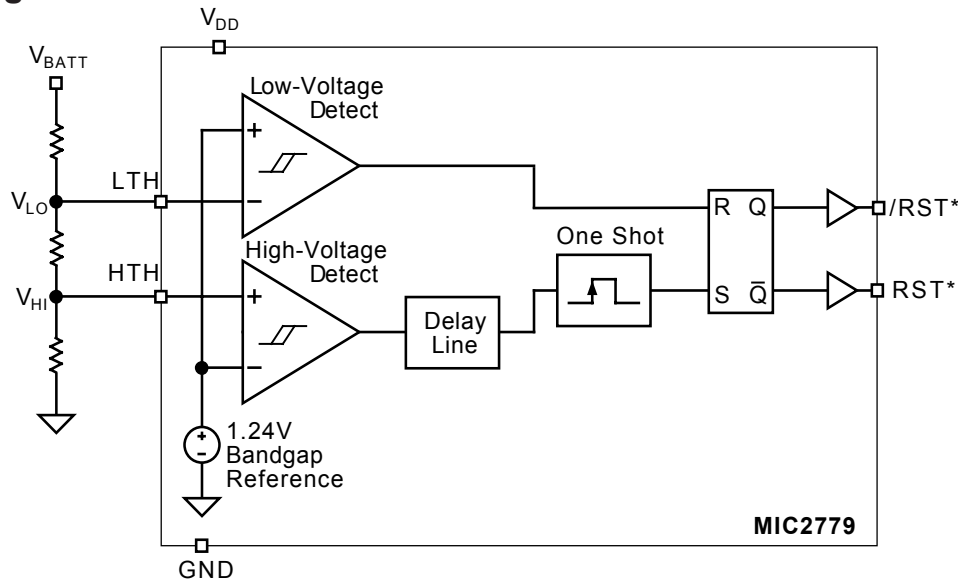 g
VDD
VBATT
Low-Voltage
Detect
+
LTH
−
VLO
R Q
/RST*
High-Voltage
Detect
One Shot
HTH
+
VHI
S Q̅
RST*
Delay
Line
−
+
−
1.24V
Bandgap
Reference
MIC2779
GND